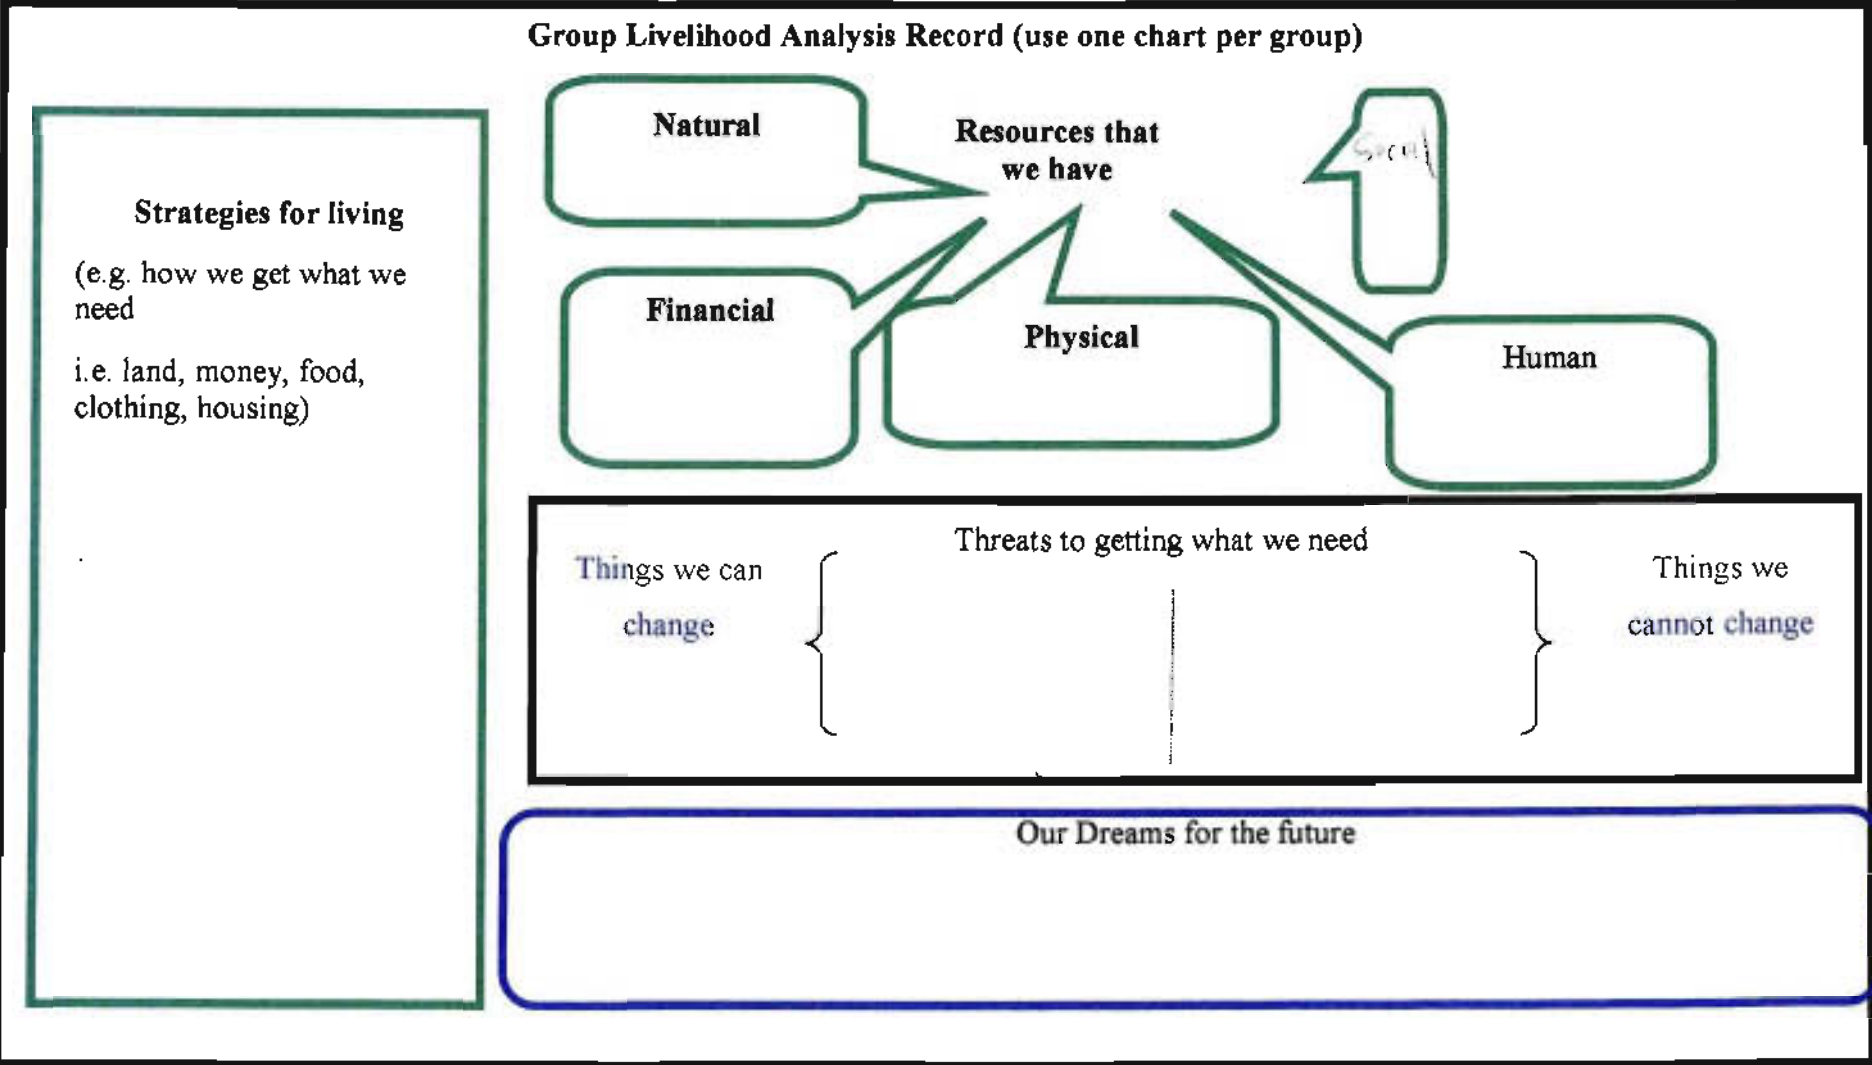 Group Livelihood Analysis Record (use one chart per group)
Strategies for living
(e.g. how we get what we
need
i.e. land, money, food,
clothing, housing)
Natural
Resources that
we have
Social
Financial
Physical
Human
Threats to getting what we need
Things we can
change
Things we
cannot change
Our Dreams for the future